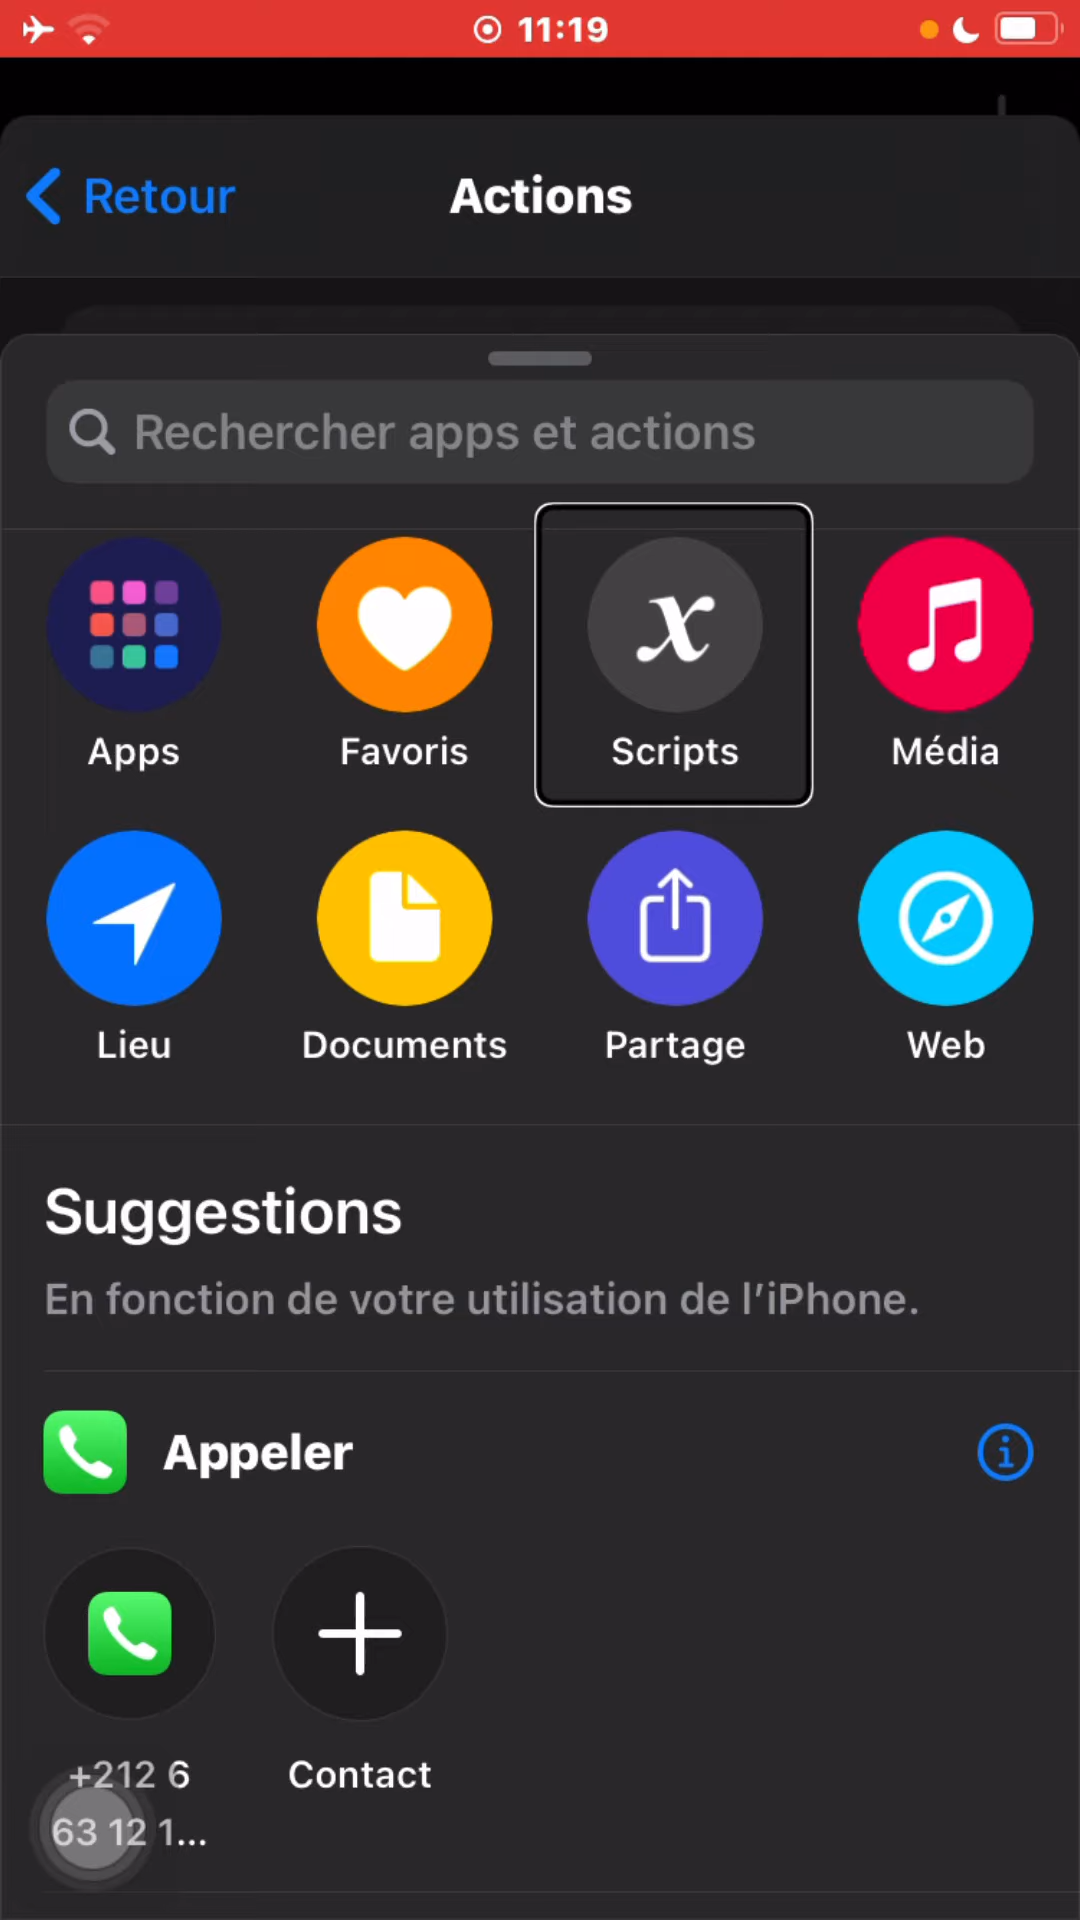 11:19
Retour
Actions
Rechercher apps et actions
Apps
Favoris
Scripts
Média
Lieu
Documents
Partage
Web
Suggestions
En fonction de votre utilisation de l’iPhone.
Appeler
+212 6
63 12 1...
Contact